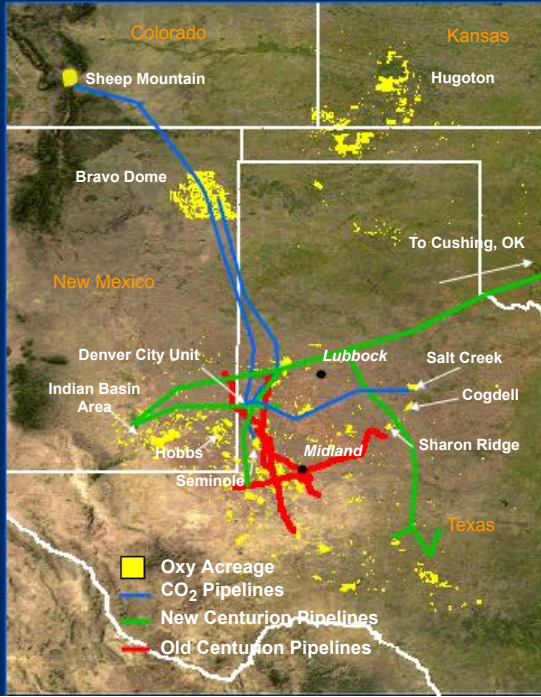 Colorado
Kansas
Sheep Mountain
Hugoton
Bravo Dome
To Cushing, OK
New Mexico
Denver City Unit
Lubbock
Salt Creek
Indian Basin
Area
Cogdell
Hobbs
Midland
Sharon Ridge
Seminole
Texas
Oxy Acreage
CO₂ Pipelines
New Centurion Pipelines
Old Centurion Pipelines